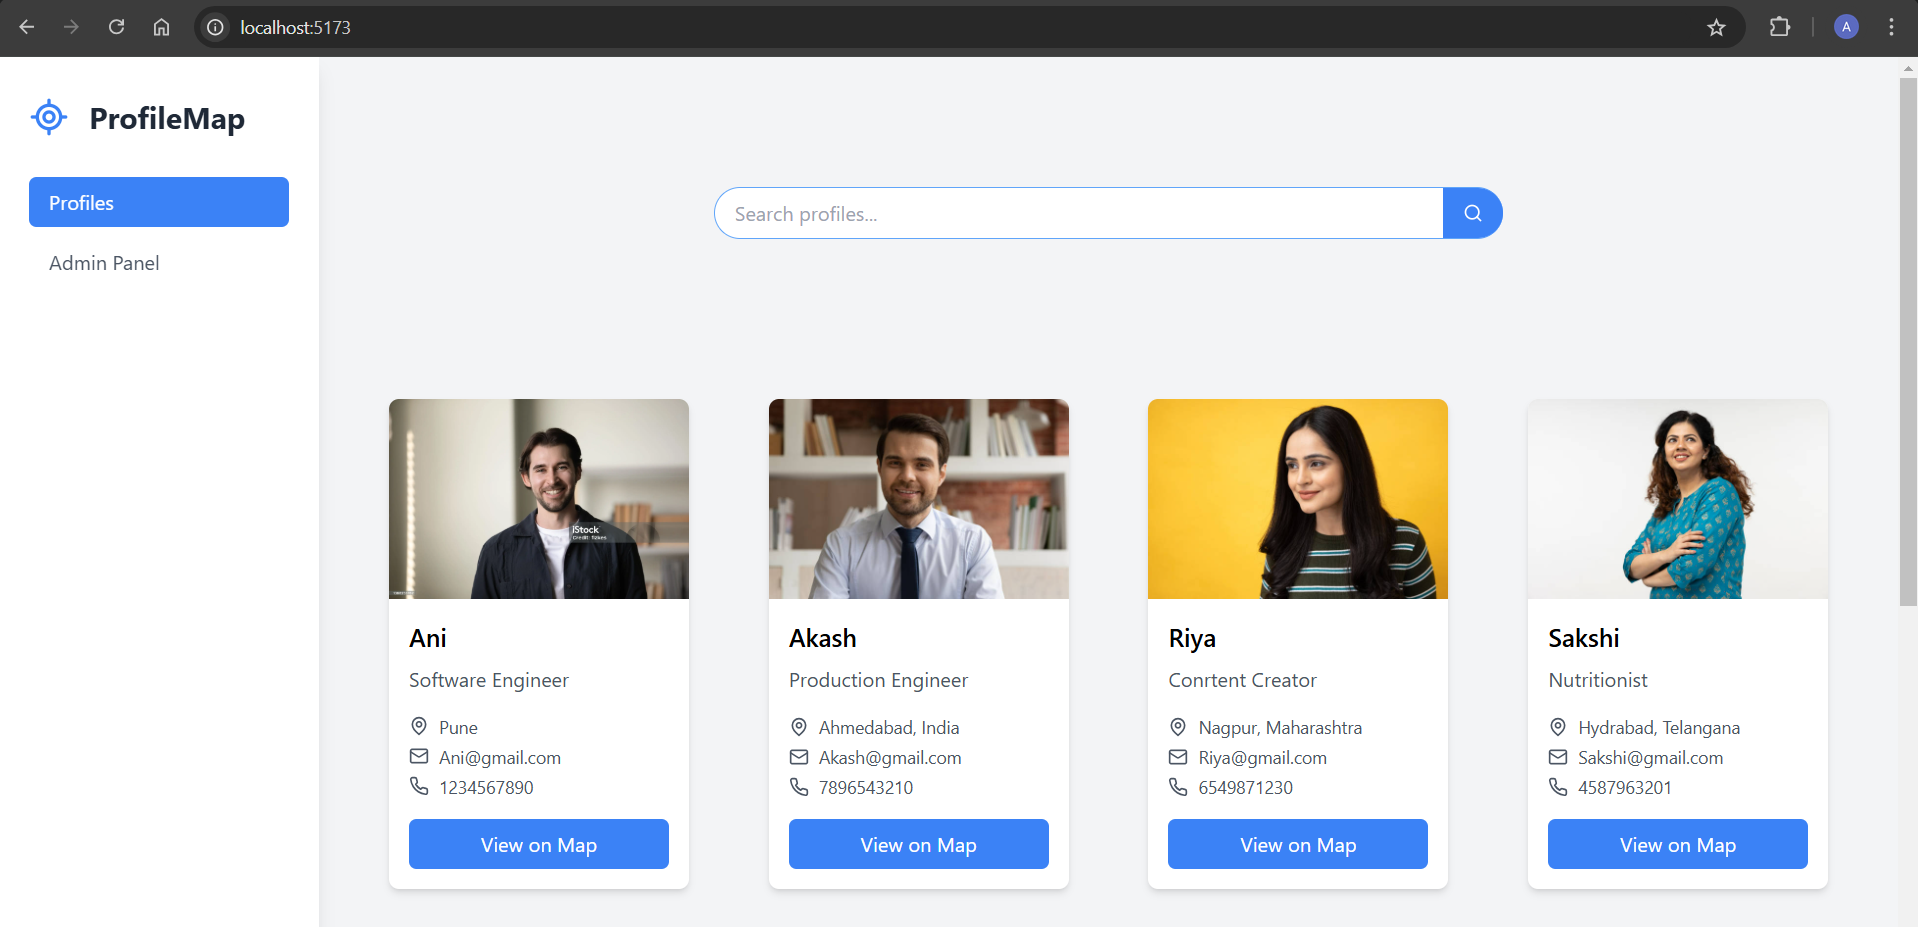 localhost:5173
A
ProfileMap
Profiles
Admin Panel
Search profiles...
iStock
Credit: fizkes
Ani
Software Engineer
Pune
Ani@gmail.com
1234567890
View on Map
Akash
Production Engineer
Ahmedabad, India
Akash@gmail.com
7896543210
View on Map
Riya
Conrtent Creator
Nagpur, Maharashtra
Riya@gmail.com
6549871230
View on Map
Sakshi
Nutritionist
Hydrabad, Telangana
Sakshi@gmail.com
4587963201
View on Map